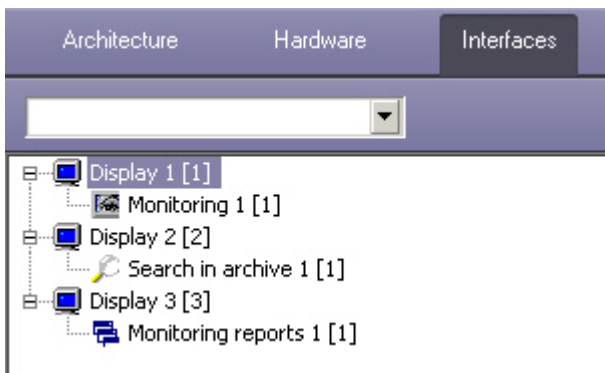 Architecture Hardware Interfaces
Display 1 [1]
Monitoring 1 [1]
Display 2 [2]
Search in archive 1 [1]
Display 3 [3]
Monitoring reports 1 [1]